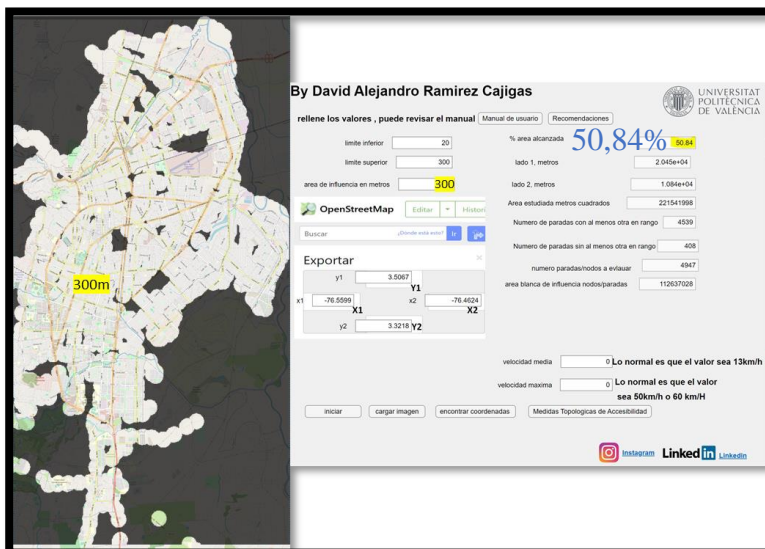 300m
By David Alejandro Ramirez Cajigas
UNIVERSITAT
POLITÈCNICA
DE VALÈNCIA
rellene los valores , puede revisar el manual Manual de usuario Recomendaciones
limite inferior 20
limite superior 300
area de influencia en metros 300
% area alcanzada 50,84% 50.84
lado 1, metros 2.045e+04
lado 2, metros 1.084e+04
Area estudiada metros cuadrados 221541998
Numero de paradas con al menos otra en rango 4539
Numero de paradas sin al menos otra en rango 408
numero paradas/nodos a evlauar 4947
area blanca de influencia nodos/paradas 112637028
OpenStreetMap Editar Histori
Buscar ¿Dónde está esto? Ir
Exportar
y1 3.5067 Y1
x1 -76.5599 X1 x2 -76.4624 X2
y2 3.3218 Y2
velocidad media 0 Lo normal es que el valor sea 13km/h
velocidad maxima 0 Lo normal es que el valor
sea 50km/h o 60 km/H
iniciar cargar imagen encontrar coordenadas Medidas Topologicas de Accesibilidad
Instagram Linked in Linkedin